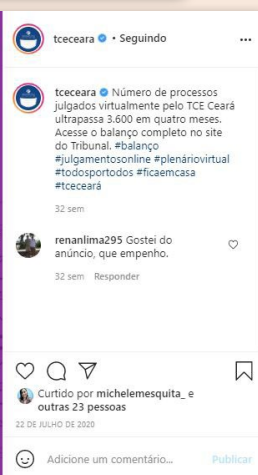 tceceara • Seguindo
tceceara Número de processos
julgados virtualmente pelo TCE Ceará
ultrapassa 3.600 em quatro meses.
Acesse o balanço completo no site
do Tribunal. #balanço
#julgamentosonline #plenáriovirtual
#todosportodos #ficaemcasa
#tceceará
32 sem
renanlima295 Gostei do
anúncio, que empenho.
32 sem Responder
Curtido por michelemesquita_ e
outras 23 pessoas
22 DE JULHO DE 2020
Adicione um comentário... Publicar